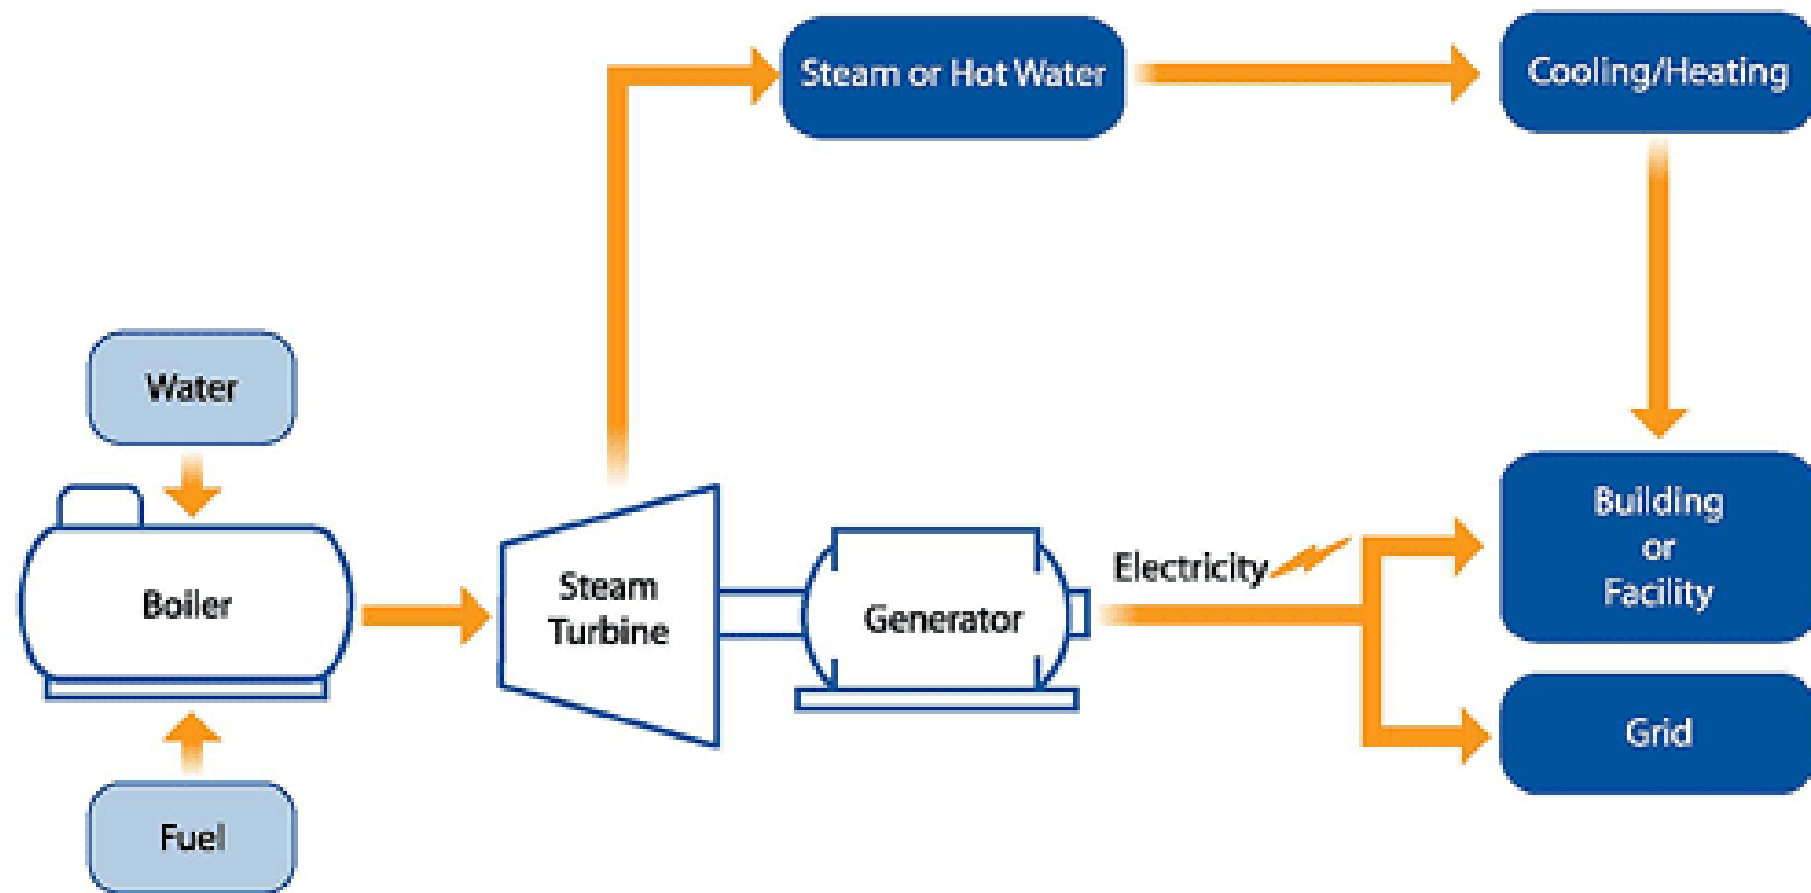 Steam or Hot Water
Cooling/Heating
Water
Boiler
Fuel
Steam
Turbine
Generator
Electricity
Building
or
Facility
Grid